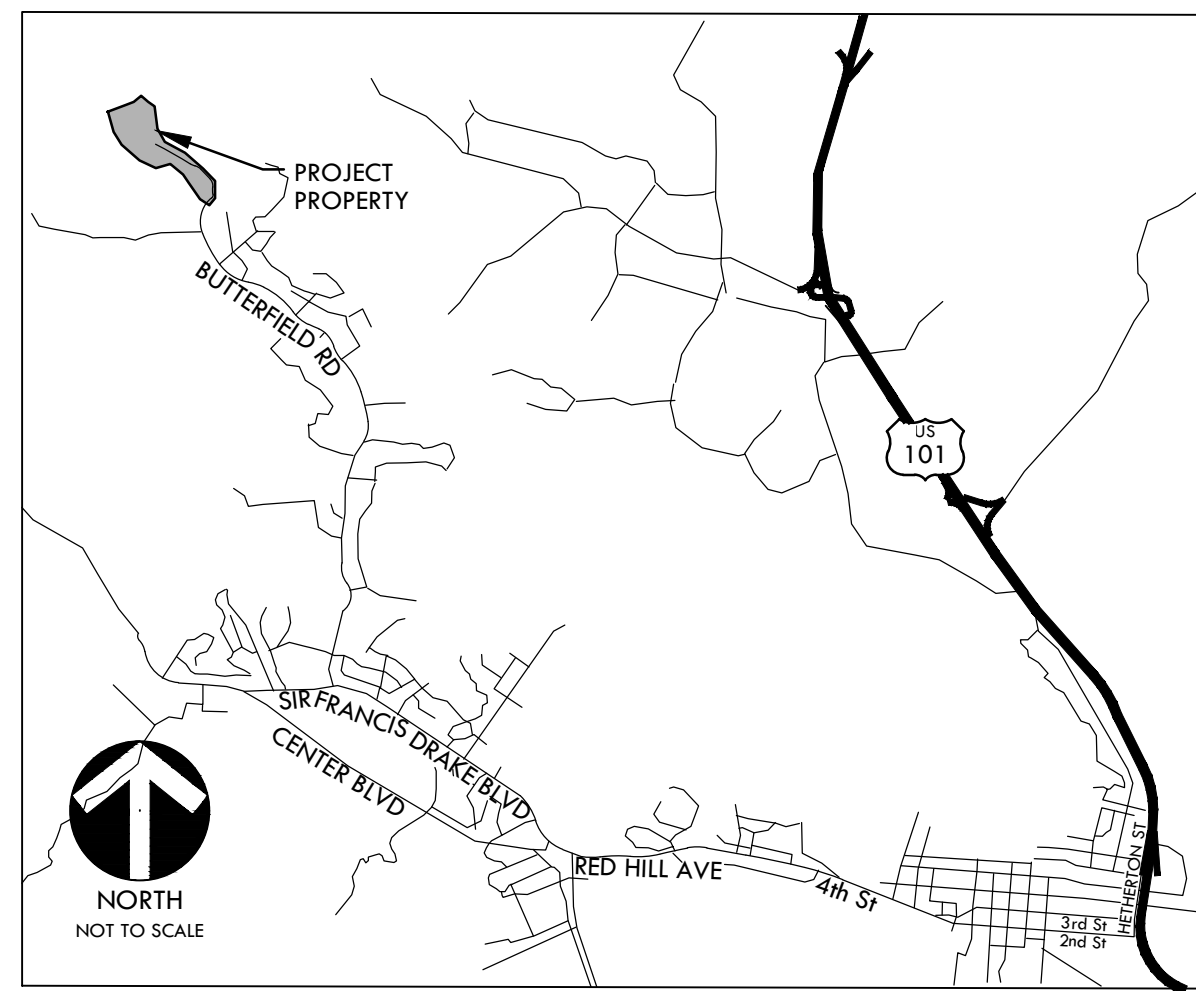 PROJECT
PROPERTY
BUTTERFIELD RD
US
101
SIR FRANCIS DRAKE BLVD
CENTER BLVD
RED HILL AVE
4th St
HETHERTON ST
3rd St
2nd St
NORTH
NOT TO SCALE